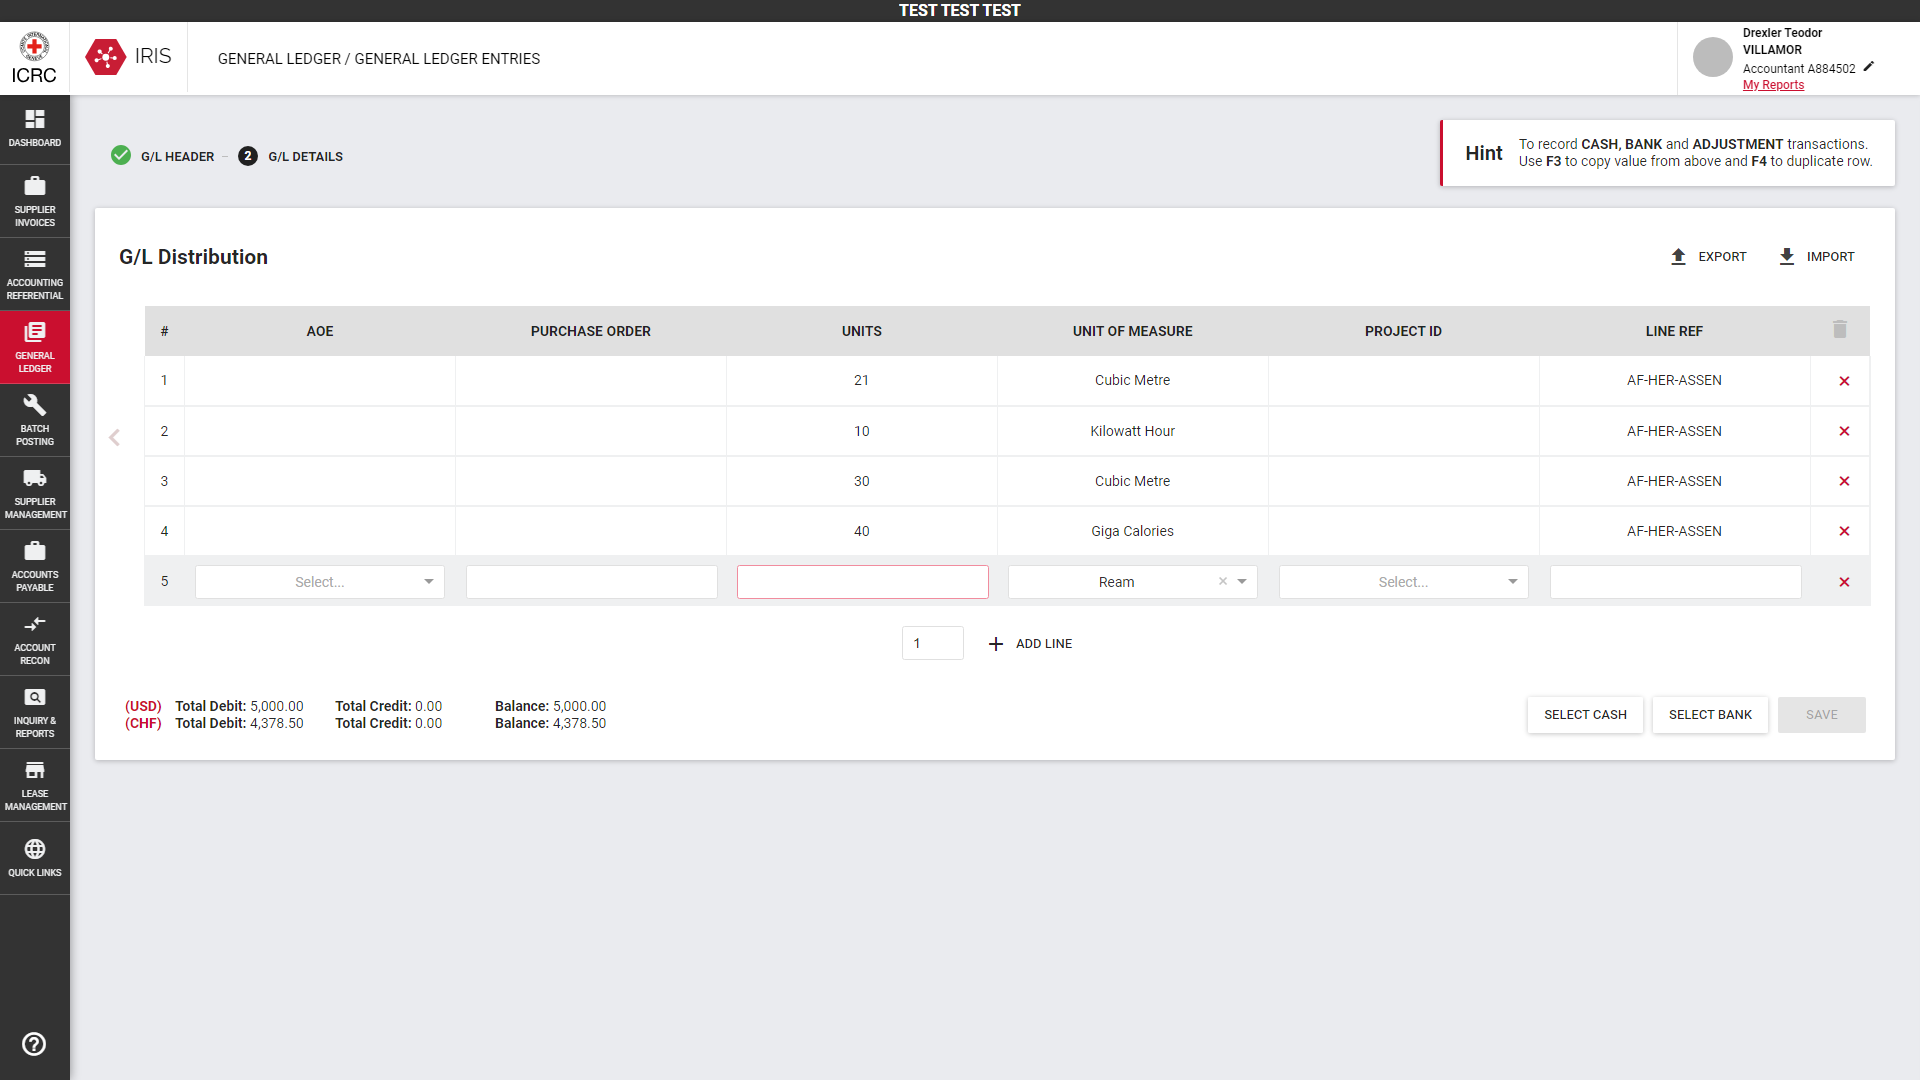 TEST TEST TEST
ICRC
IRIS
GENERAL LEDGER / GENERAL LEDGER ENTRIES
Drexler Teodor
VILLAMOR
Accountant A884502
My Reports
DASHBOARD
SUPPLIER
INVOICES
ACCOUNTING
REFERENTIAL
GENERAL
LEDGER
BATCH
POSTING
SUPPLIER
MANAGEMENT
ACCOUNTS
PAYABLE
ACCOUNT
RECON
INQUIRY &
REPORTS
LEASE
MANAGEMENT
QUICK LINKS
G/L HEADER – 2 G/L DETAILS
Hint
To record CASH, BANK and ADJUSTMENT transactions.
Use F3 to copy value from above and F4 to duplicate row.
G/L Distribution
EXPORT IMPORT
# AOE PURCHASE ORDER UNITS UNIT OF MEASURE PROJECT ID LINE REF
1 21 Cubic Metre AF-HER-ASSEN
2 10 Kilowatt Hour AF-HER-ASSEN
3 30 Cubic Metre AF-HER-ASSEN
4 40 Giga Calories AF-HER-ASSEN
5 Select... Ream Select...
1 ADD LINE
(USD) Total Debit: 5,000.00 Total Credit: 0.00 Balance: 5,000.00
(CHF) Total Debit: 4,378.50 Total Credit: 0.00 Balance: 4,378.50
SELECT CASH SELECT BANK SAVE